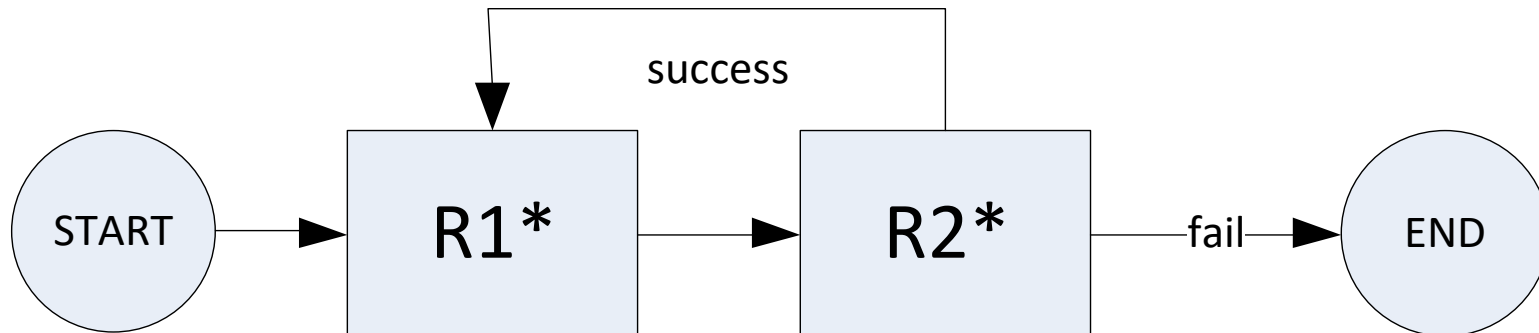 success
START
R1*
R2*
fail
END